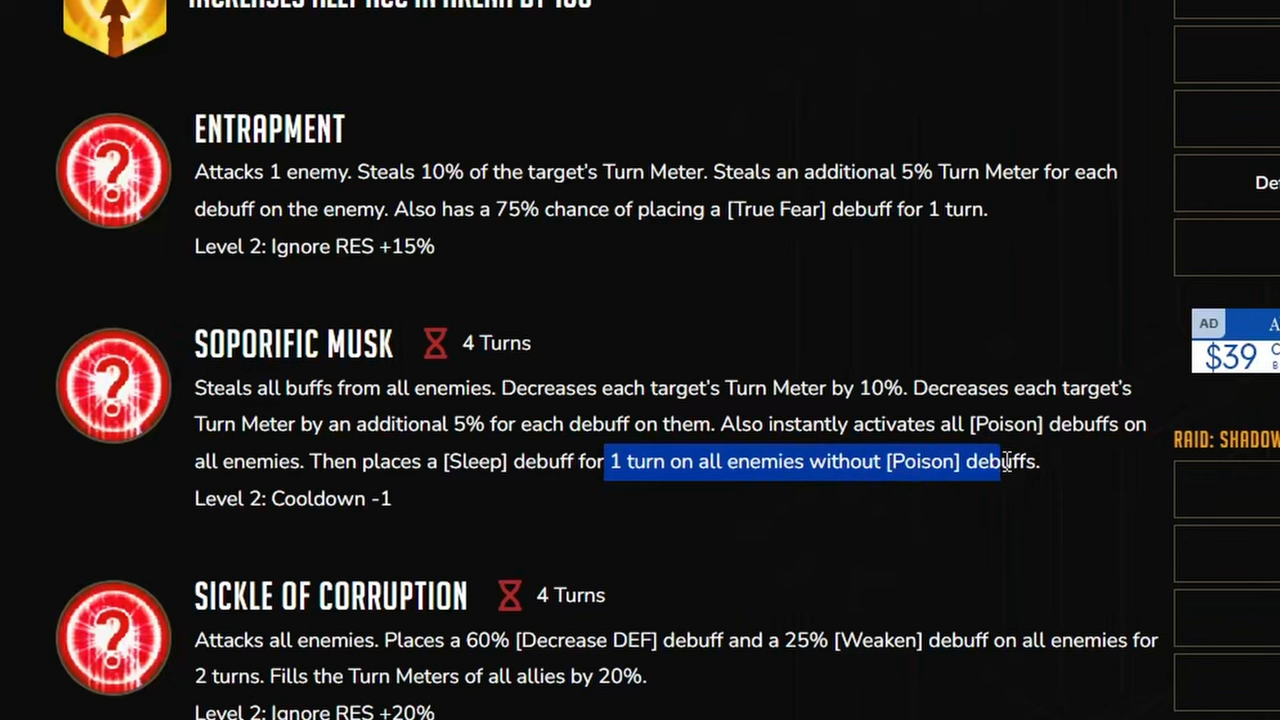 INCREASES ALLY ACC IN ARENA BY 100
ENTRAPMENT
Attacks 1 enemy. Steals 10% of the target's Turn Meter. Steals an additional 5% Turn Meter for each
debuff on the enemy. Also has a 75% chance of placing a [True Fear] debuff for 1 turn.
Level 2: Ignore RES +15%
SOPORIFIC MUSK
4 Turns
Steals all buffs from all enemies. Decreases each target's Turn Meter by 10%. Decreases each target's
Turn Meter by an additional 5% for each debuff on them. Also instantly activates all [Poison] debuffs on
all enemies. Then places a [Sleep] debuff for 1 turn on all enemies without [Poison] debuffs.
Level 2: Cooldown -1
SICKLE OF CORRUPTION
4 Turns
Attacks all enemies. Places a 60% [Decrease DEF] debuff and a 25% [Weaken] debuff on all enemies for
2 turns. Fills the Turn Meters of all allies by 20%.
Level 2: Ignore RES +20%
AD
$39
RAID: SHADOW